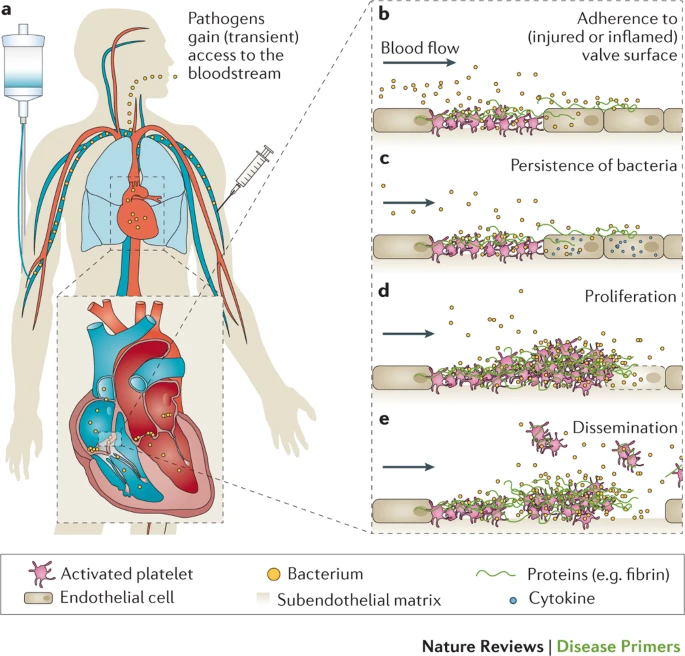 a
Pathogens
gain (transient)
access to the
bloodstream
b
Adherence to
(injured or inflamed)
valve surface
Blood flow
c
Persistence of bacteria
d
Proliferation
e
Dissemination
Activated platelet
Bacterium
Proteins (e.g. fibrin)
Endothelial cell
Subendothelial matrix
Cytokine
Nature Reviews | Disease Primers